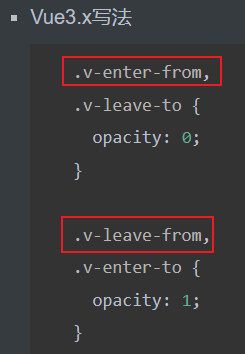 Vue3.x写法
.v-enter-from,
.v-leave-to {
  opacity: 0;
}
.v-leave-from,
.v-enter-to {
  opacity: 1;
}